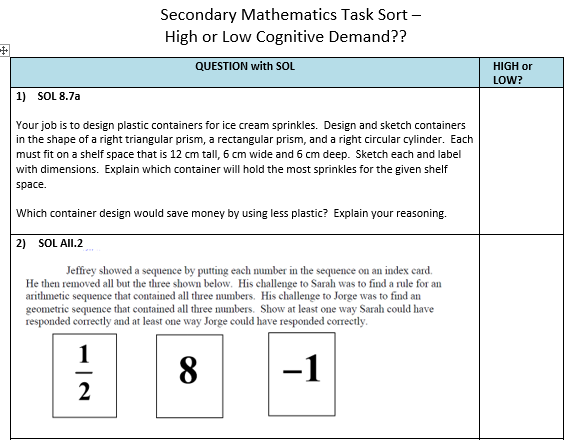 Secondary Mathematics Task Sort –
High or Low Cognitive Demand??
QUESTION with SOL
HIGH or
LOW?
1) SOL 8.7a
Your job is to design plastic containers for ice cream sprinkles. Design and sketch containers
in the shape of a right triangular prism, a rectangular prism, and a right circular cylinder. Each
must fit on a shelf space that is 12 cm tall, 6 cm wide and 6 cm deep. Sketch each and label
with dimensions. Explain which container will hold the most sprinkles for the given shelf
space.
Which container design would save money by using less plastic? Explain your reasoning.
2) SOL AII.2
Jeffrey showed a sequence by putting each number in the sequence on an index card.
He then removed all but the three shown below. His challenge to Sarah was to find a rule for an
arithmetic sequence that contained all three numbers. His challenge to Jorge was to find an
geometric sequence that contained all three numbers. Show at least one way Sarah could have
responded correctly and at least one way Jorge could have responded correctly.
1
2
8
−1